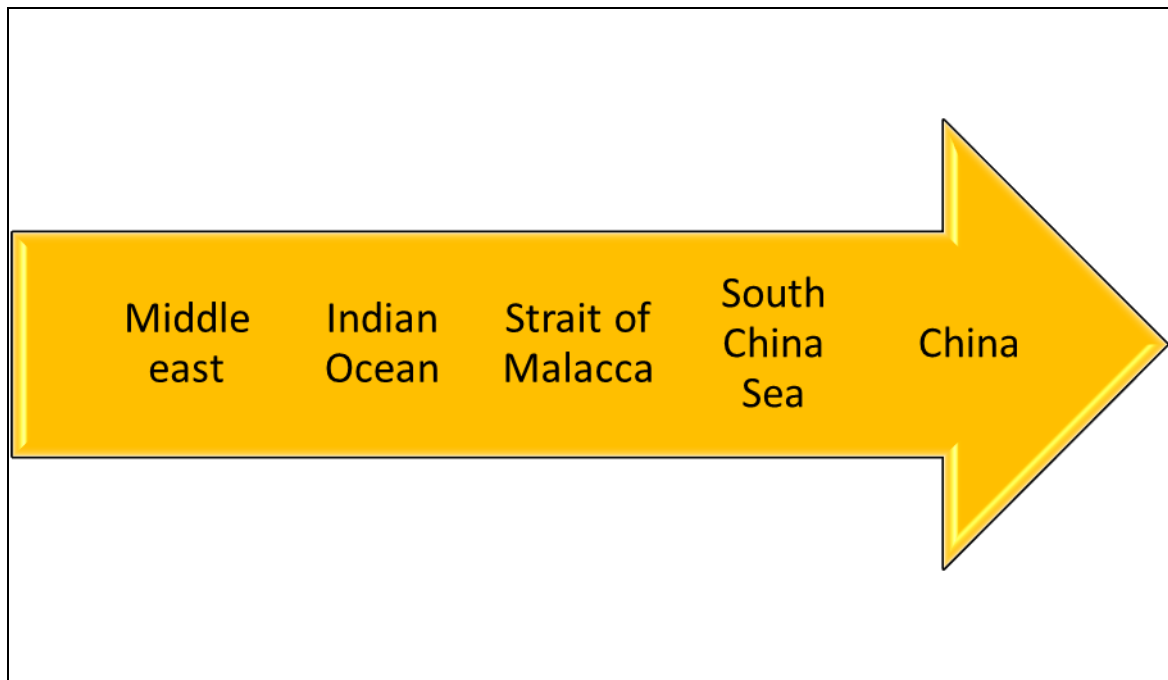 Middle
east
Indian
Ocean
Strait of
Malacca
South
China
Sea
China